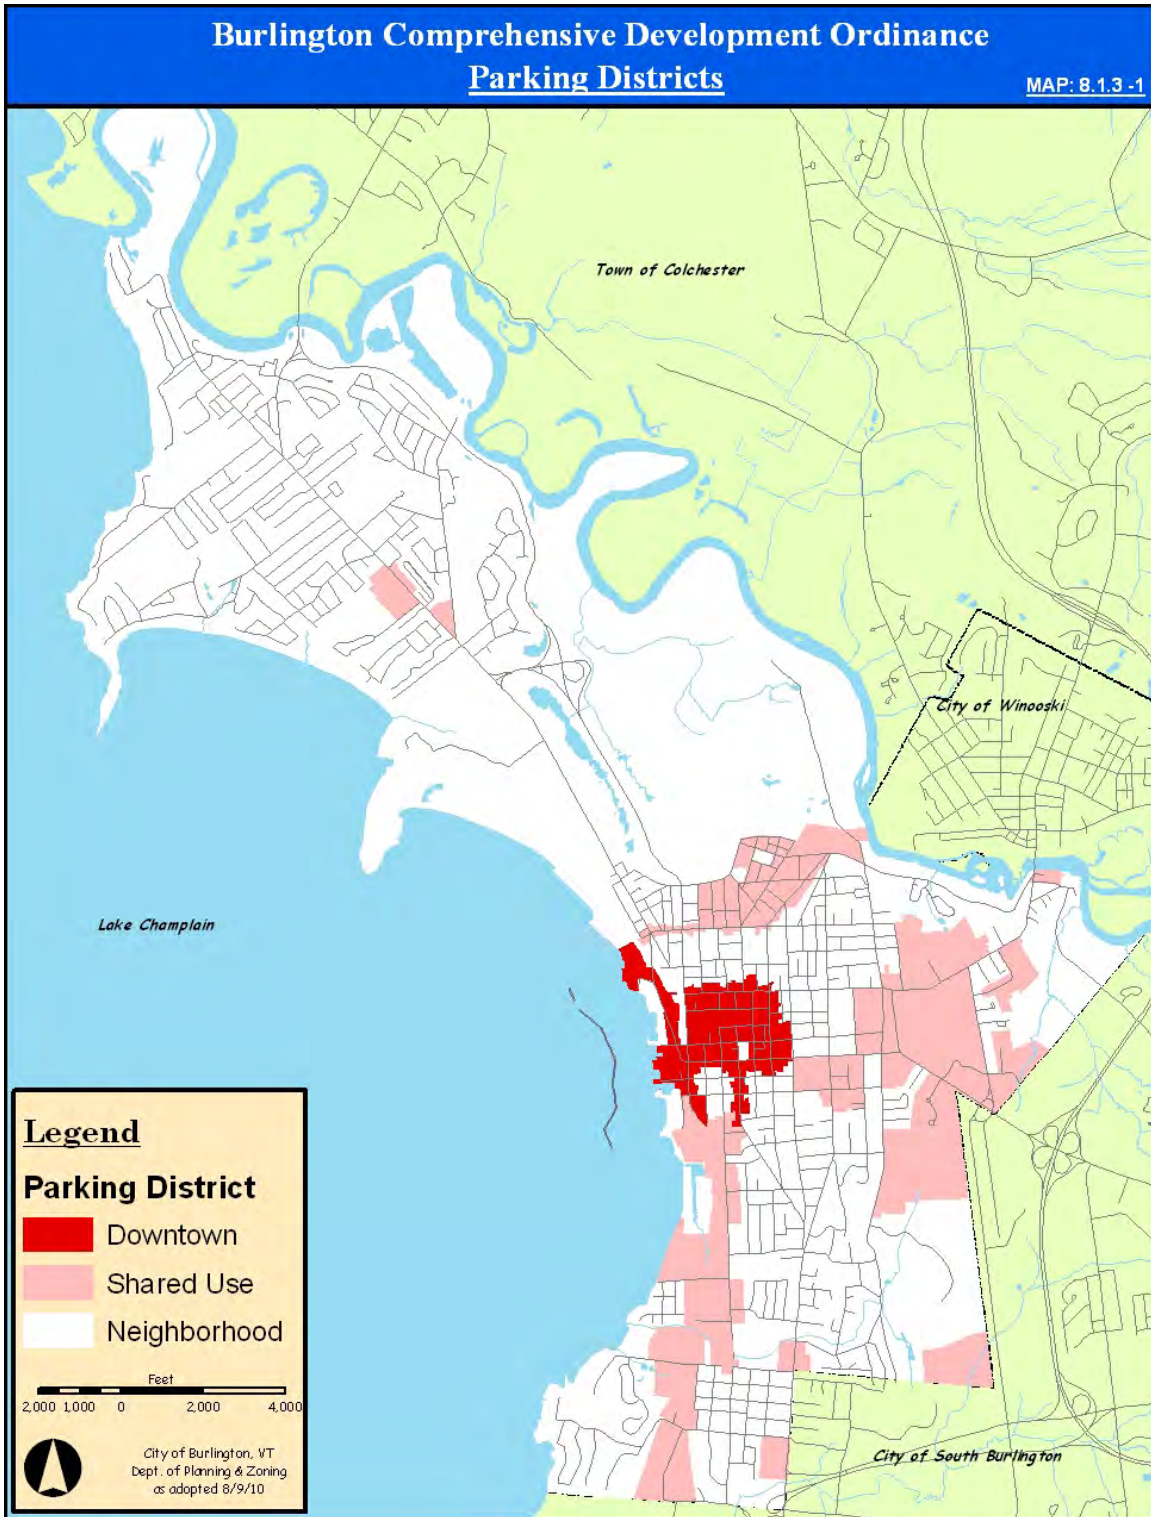 Burlington Comprehensive Development Ordinance
Parking Districts
MAP: 8.1.3 -1
Town of Colchester
City of Winooski
Lake Champlain
Legend
Parking District
Downtown
Shared Use
Neighborhood
Feet
2,000 1,000 0 2,000 4,000
City of Burlington, VT
Dept. of Planning & Zoning
as adopted 8/9/10
City of South Burlington